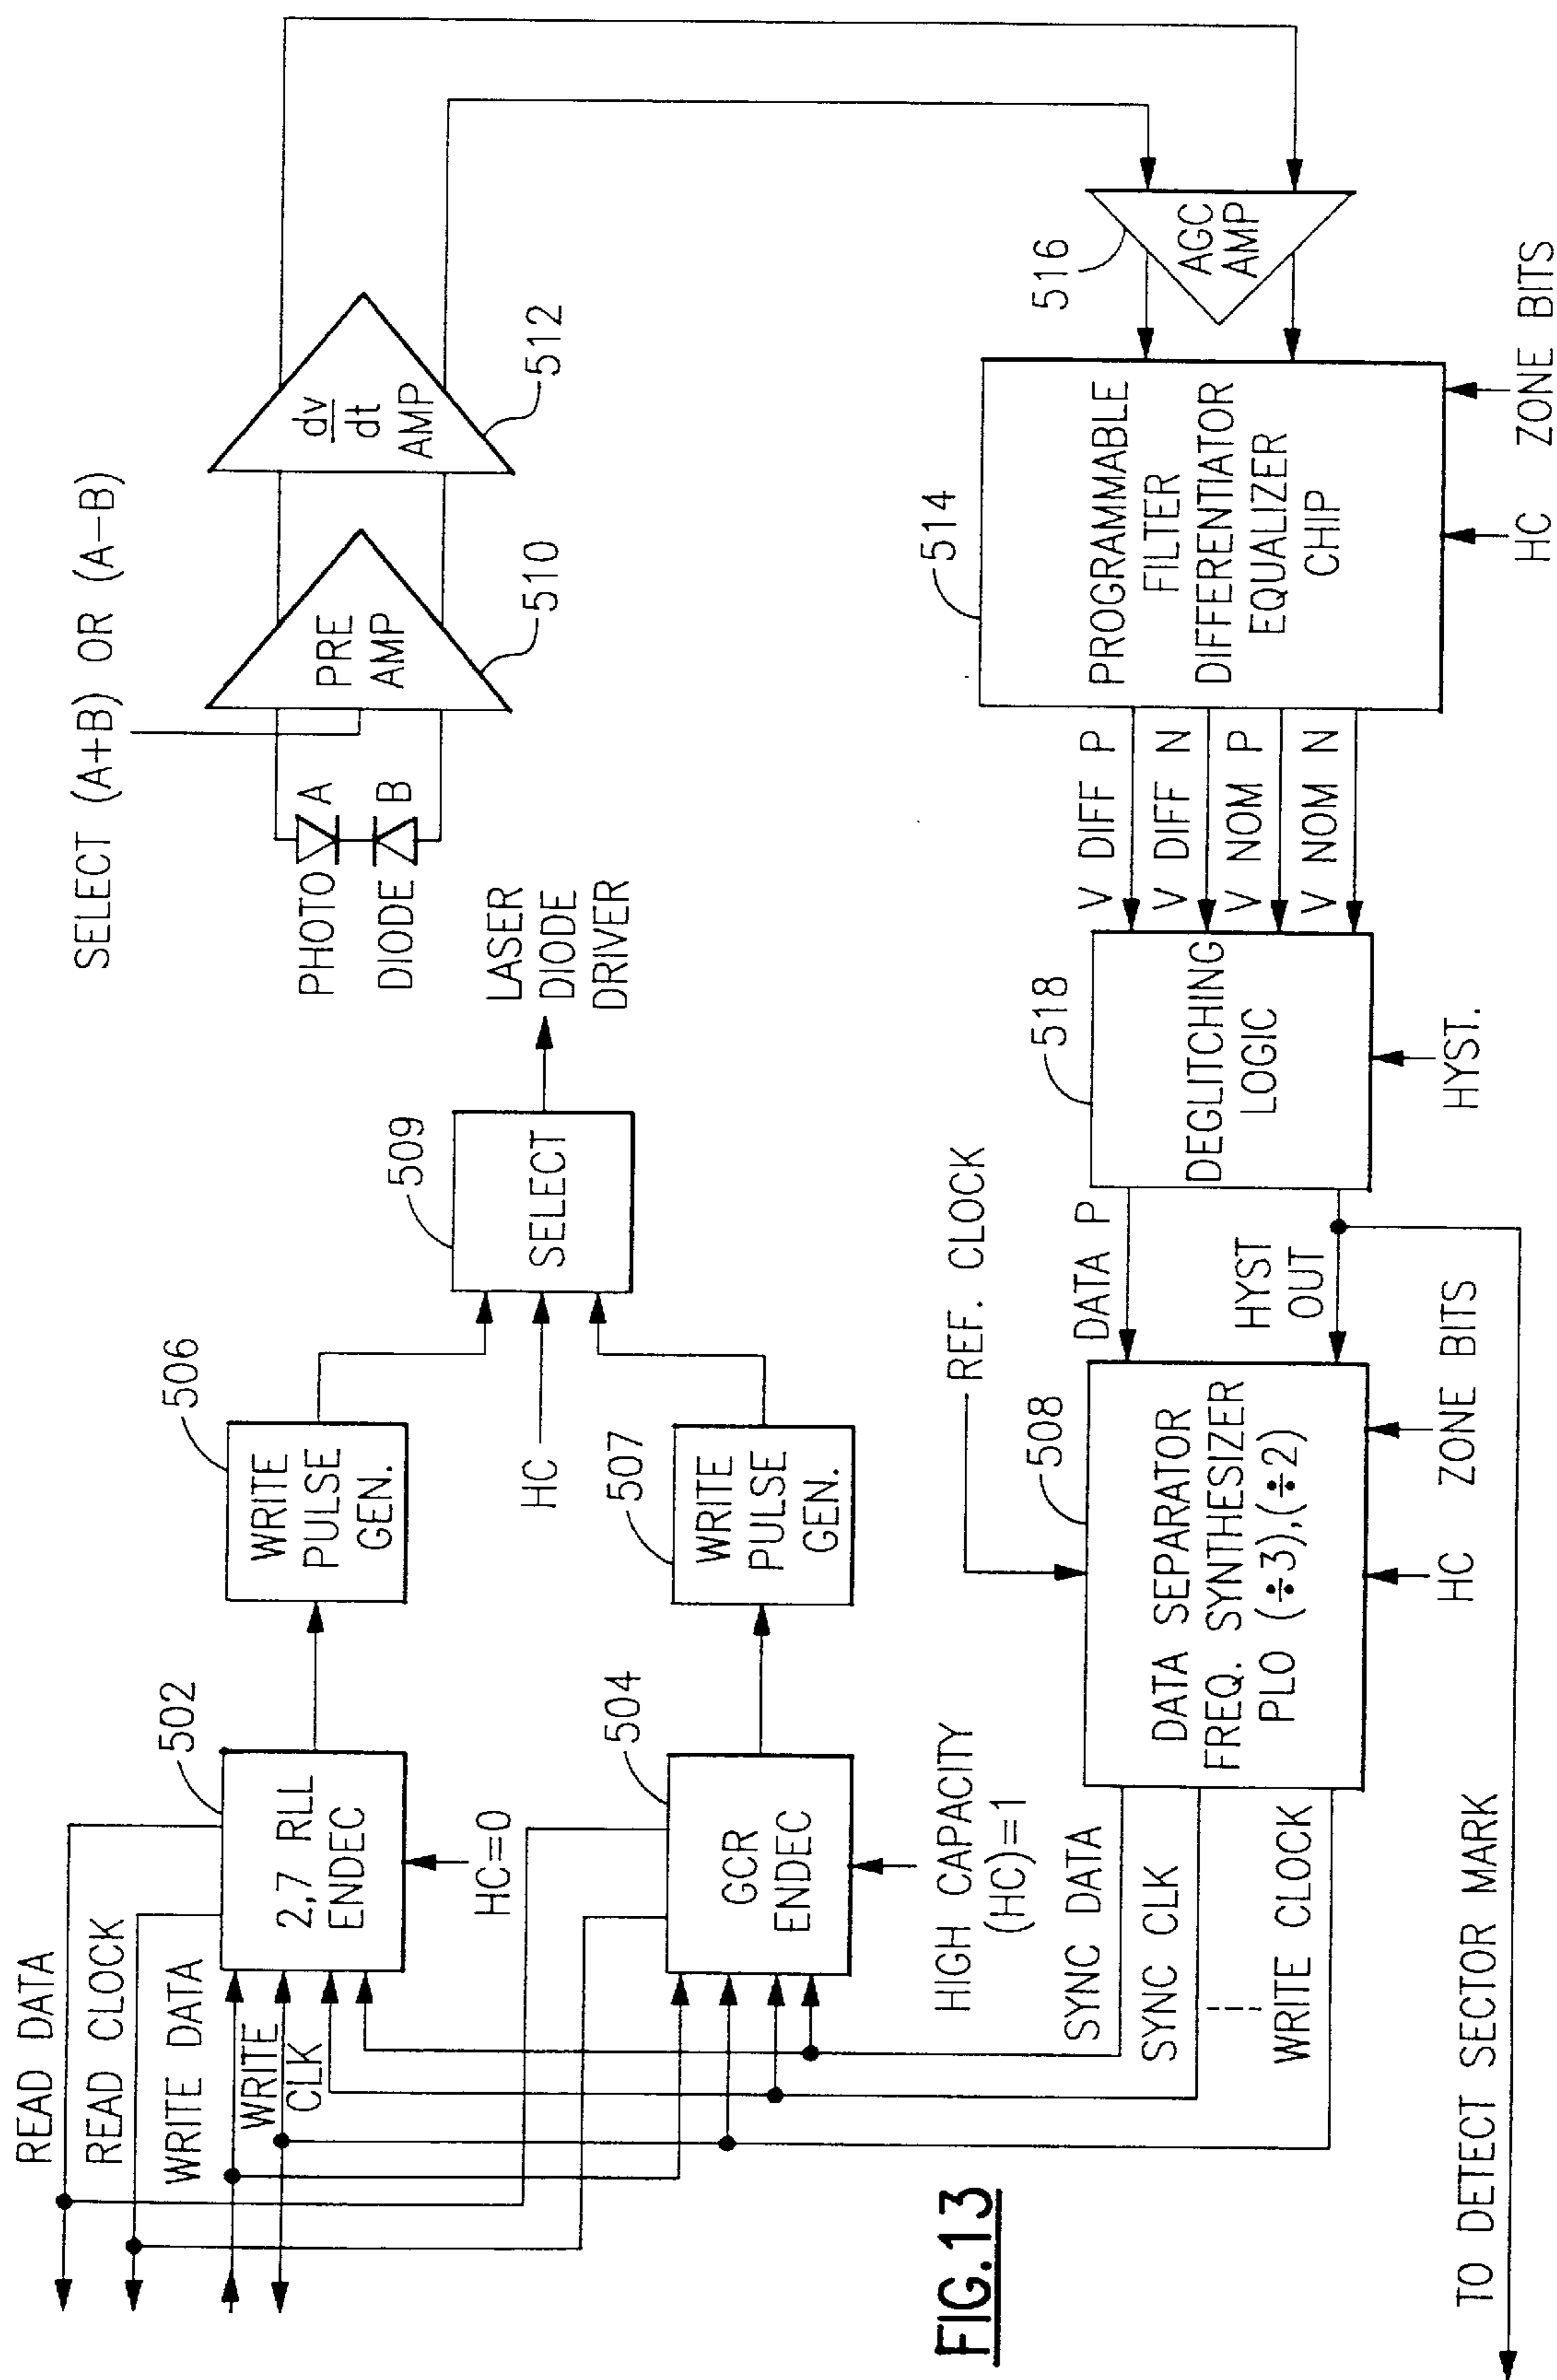 READ DATA
READ CLOCK
WRITE DATA
WRITE
CLK
502
2,7 RLL
ENDEC
HC=0
506
WRITE
PULSE
GEN.
504
GCR
ENDEC
HIGH CAPACITY
(HC)=1
507
WRITE
PULSE
GEN.
HC
509
SELECT
LASER
DIODE
DRIVER
SELECT (A+B) OR (A−B)
PHOTO A
DIODE B
PRE
AMP
510
dv
dt
AMP
512
516
AGC
AMP
514
PROGRAMMABLE
FILTER
DIFFERENTIATOR
EQUALIZER
CHIP
HC
ZONE BITS
V DIFF P
V DIFF N
V NOM P
V NOM N
518
DEGLITCHING
LOGIC
HYST.
REF. CLOCK
DATA P
HYST
OUT
508
DATA SEPARATOR
FREQ. SYNTHESIZER
PLO (÷3),(÷2)
HC
ZONE BITS
SYNC DATA
SYNC CLK
WRITE CLOCK
TO DETECT SECTOR MARK
FIG.13